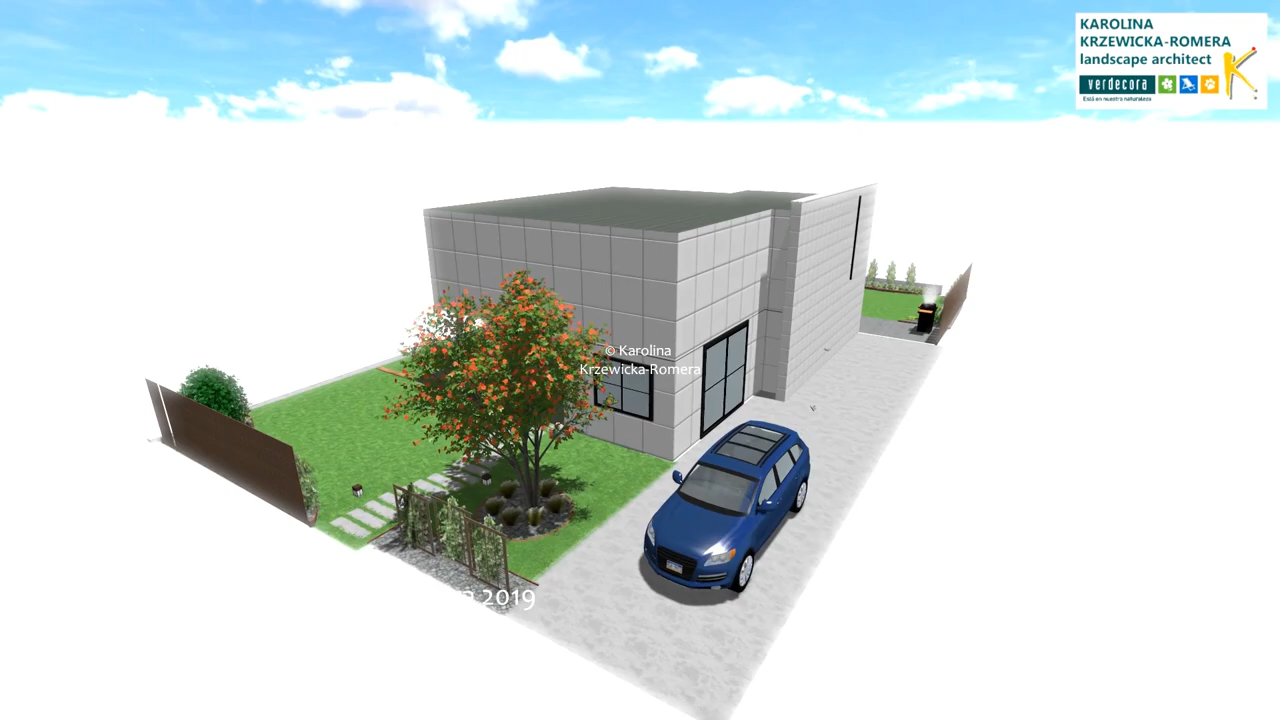 KAROLINA
KRZEWICKA-ROMERA
landscape architect
verdecora
Está en nuestra naturaleza
© Karolina
Krzewicka-Romera
2019